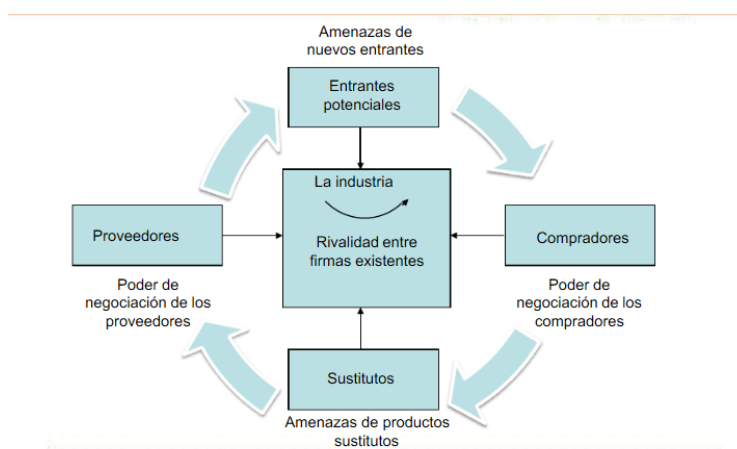 Amenazas de
nuevos entrantes
Entrantes
potenciales
La industria
Rivalidad entre
firmas existentes
Proveedores
Poder de
negociación de los
proveedores
Compradores
Poder de
negociación de los
compradores
Sustitutos
Amenazas de productos
sustitutos